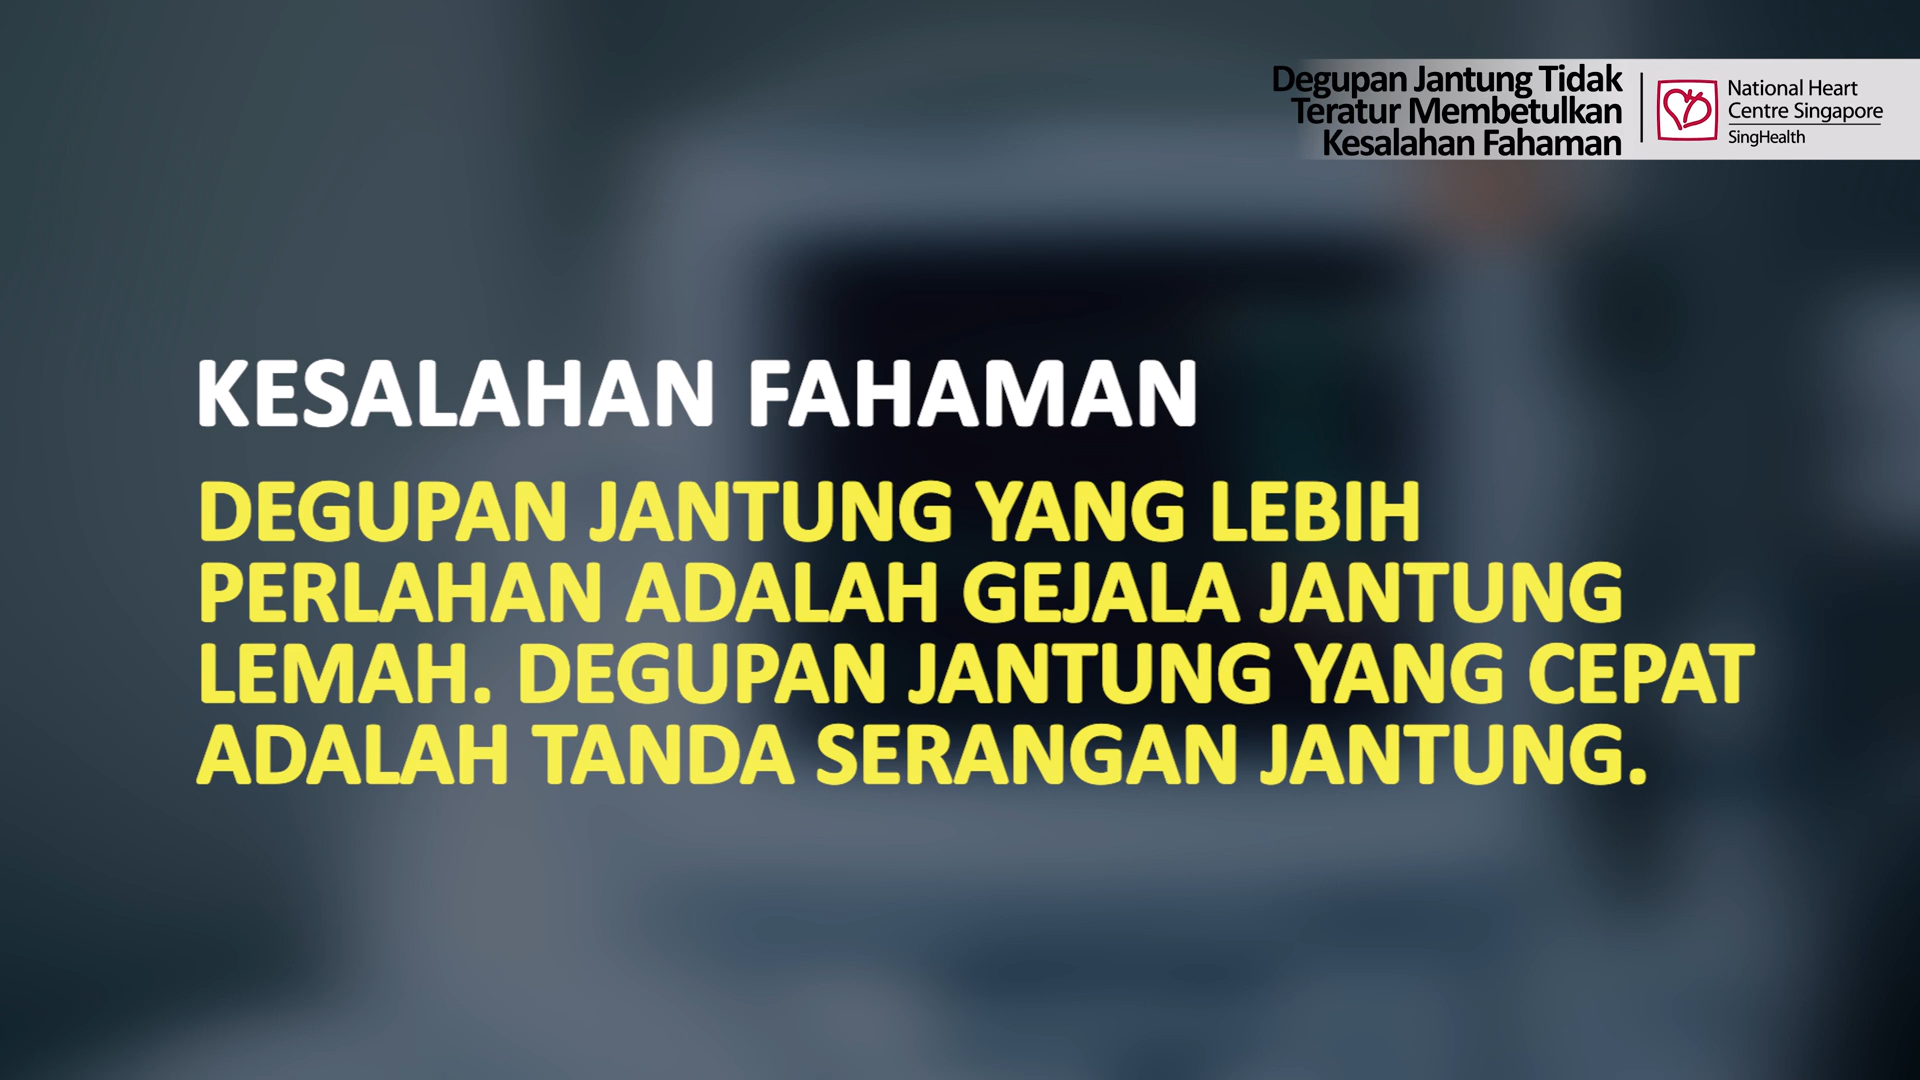 Degupan Jantung Tidak
Teratur Membetulkan
Kesalahan Fahaman
National Heart
Centre Singapore
SingHealth
KESALAHAN FAHAMAN
DEGUPAN JANTUNG YANG LEBIH
PERLAHAN ADALAH GEJALA JANTUNG
LEMAH. DEGUPAN JANTUNG YANG CEPAT
ADALAH TANDA SERANGAN JANTUNG.